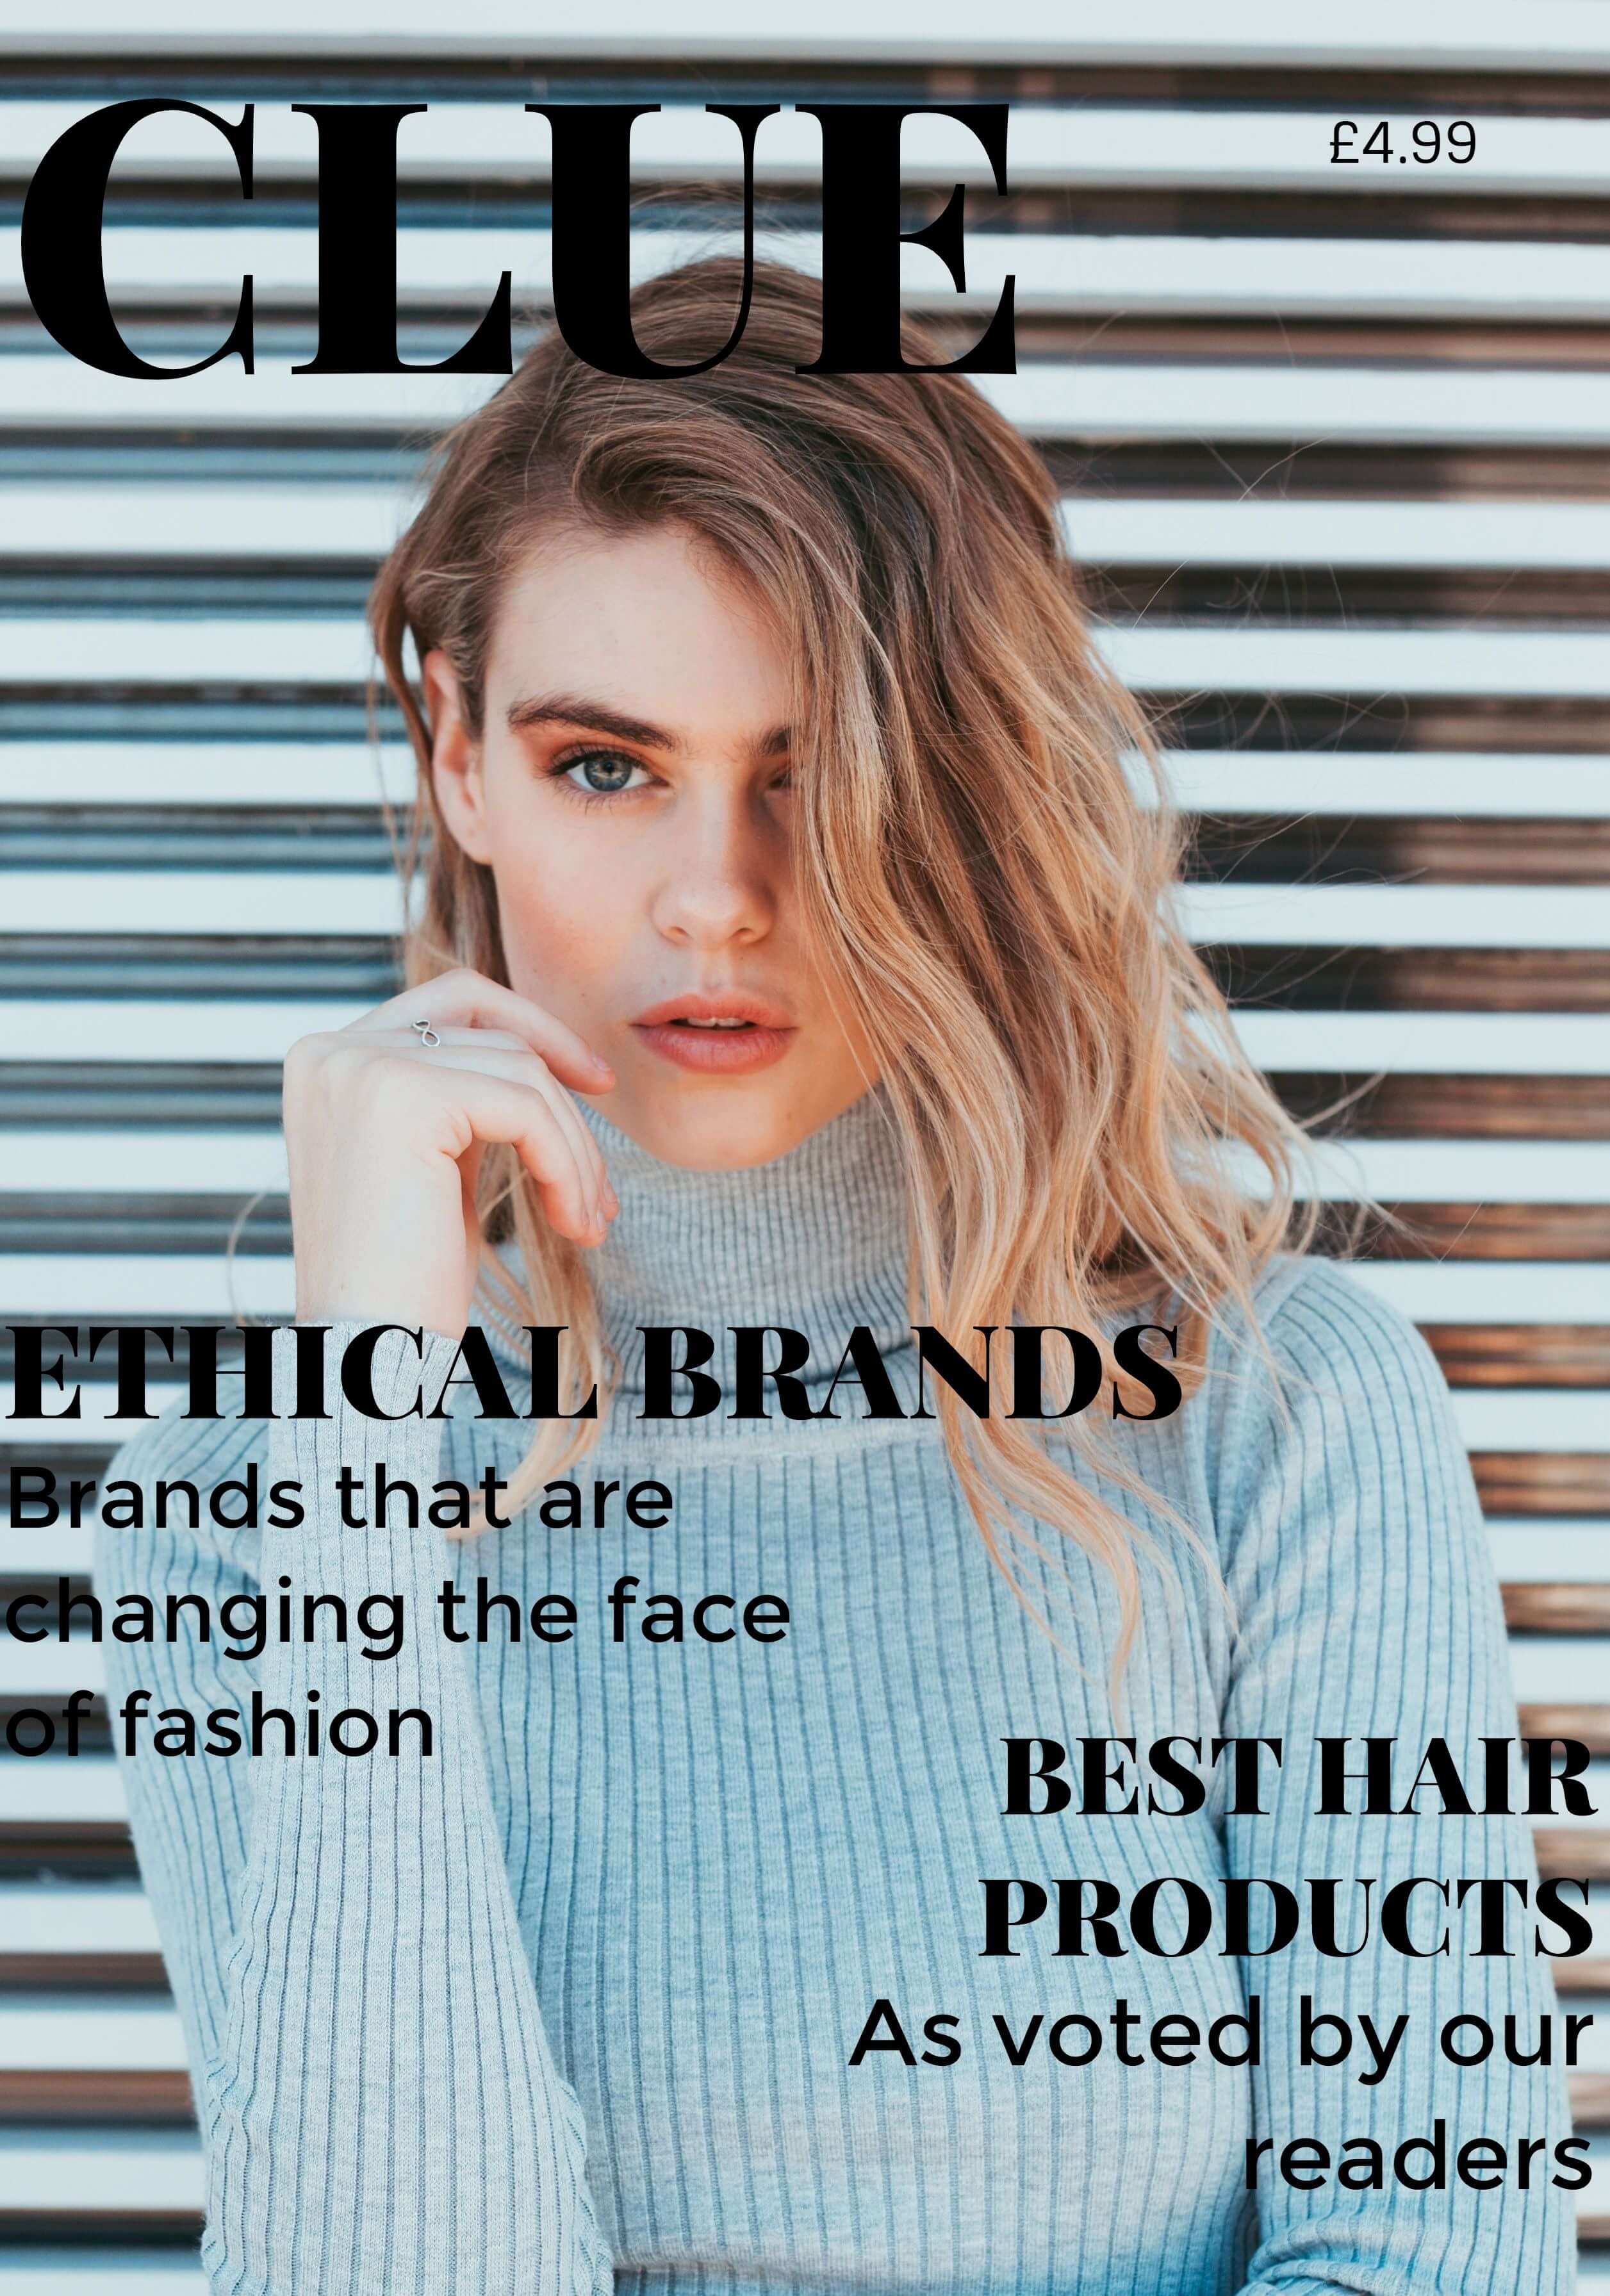 CLUE
£4.99
ETHICAL BRANDS
Brands that are
changing the face
of fashion
BEST HAIR
PRODUCTS
As voted by our
readers